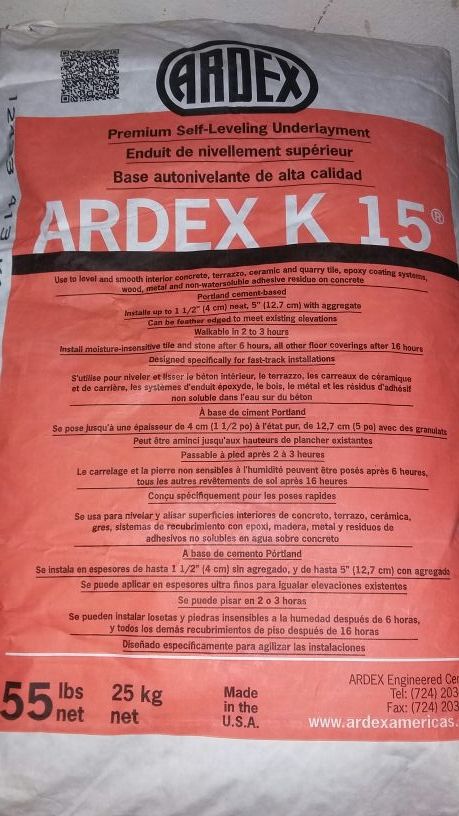 ARDEX
Premium Self-Leveling Underlayment
Enduit de nivellement supérieur
Base autonivelante de alta calidad
ARDEX K 15®
Use to level and smooth interior concrete, terrazzo, ceramic and quarry tile, epoxy coating systems,
wood, metal and non-watersoluble adhesive residue on concrete
Portland cement-based
Installs up to 1 1/2" (4 cm) neat, 5" (12.7 cm) with aggregate
Can be feather edged to meet existing elevations
Walkable in 2 to 3 hours
Install moisture-insensitive tile and stone after 6 hours, all other floor coverings after 16 hours
Designed specifically for fast-track installations
S'utilise pour niveler et lisser le béton intérieur, le terrazzo, les carreaux de céramique
et de carrière, les systèmes d'enduit époxyde, le bois, le métal et les résidus d'adhésif
non soluble dans l'eau sur du béton
À base de ciment Portland
Se pose jusqu'à une épaisseur de 4 cm (1 1/2 po) à l'état pur, de 12,7 cm (5 po) avec des granulats
Peut être aminci jusqu'aux hauteurs de plancher existantes
Passable à pied après 2 à 3 heures
Le carrelage et la pierre non sensibles à l'humidité peuvent être posés après 6 heures,
tous les autres revêtements de sol après 16 heures
Conçu spécifiquement pour les poses rapides
Se usa para nivelar y alisar superficies interiores de concreto, terrazo, cerámica,
gres, sistemas de recubrimiento con epoxi, madera, metal y residuos de
adhesivos no solubles en agua sobre concreto
A base de cemento Pórtland
Se instala en espesores de hasta 1 1/2" (4 cm) sin agregado, y de hasta 5" (12,7 cm) con agregado
Se puede aplicar en espesores ultra finos para igualar elevaciones existentes
Se puede pisar en 2 o 3 horas
Se pueden instalar losetas y piedras insensibles a la humedad después de 6 horas,
y todos los demás recubrimientos de piso después de 16 horas
Diseñado específicamente para agilizar las instalaciones
55 lbs net
25 kg net
Made in the U.S.A.
ARDEX Engineered Cer
Tel: (724) 203
Fax: (724) 203
www.ardexamericas.